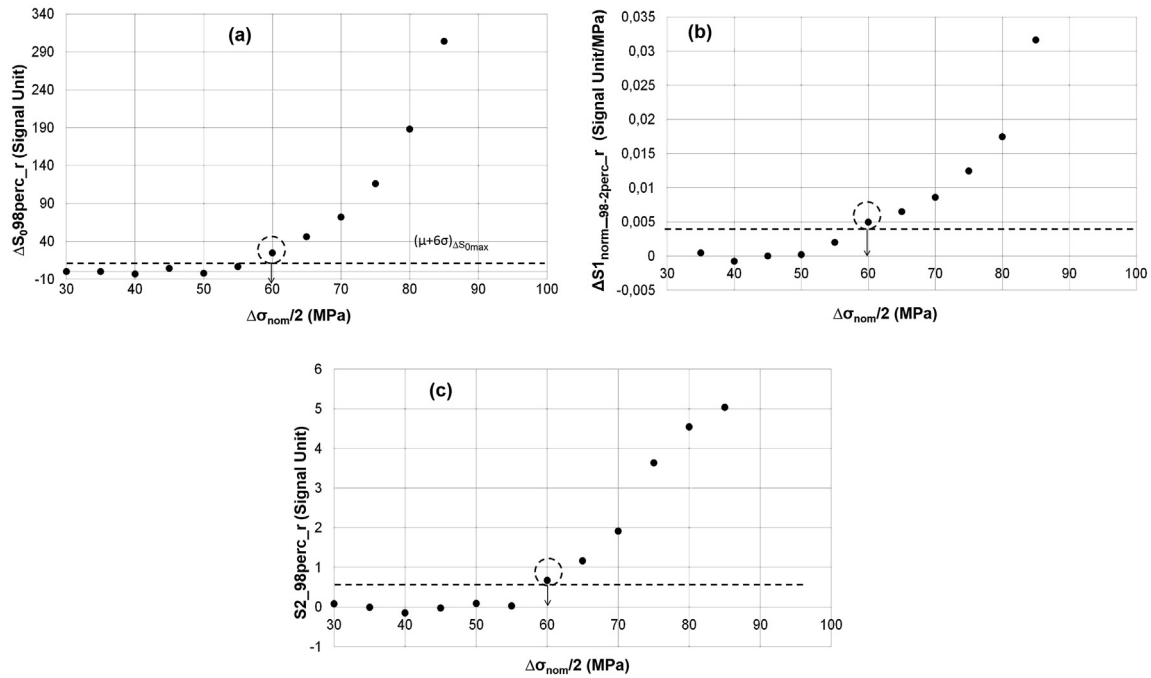 (a)
ΔS₀98perc_r (Signal Unit)
340
290
240
190
140
90
40
-10
(μ+6σ)ΔS0max
30 40 50 60 70 80 90 100
Δσnom/2 (MPa)
(b)
ΔS1norm_98-2perc_r (Signal Unit/MPa)
0,035
0,03
0,025
0,02
0,015
0,01
0,005
0
-0,005
30 40 50 60 70 80 90 100
Δσnom/2 (MPa)
(c)
S2_98perc_r (Signal Unit)
6
5
4
3
2
1
0
-1
30 40 50 60 70 80 90 100
Δσnom/2 (MPa)